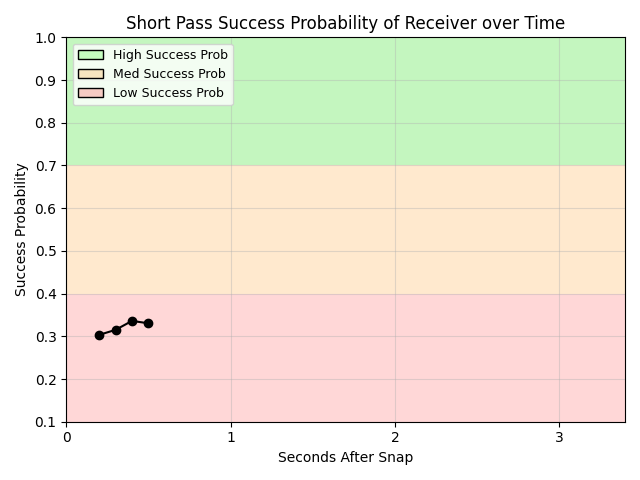 Short Pass Success Probability of Receiver over Time
High Success Prob
Med Success Prob
Low Success Prob
Success Probability
1.0
0.9
0.8
0.7
0.6
0.5
0.4
0.3
0.2
0.1
0 1 2 3
Seconds After Snap